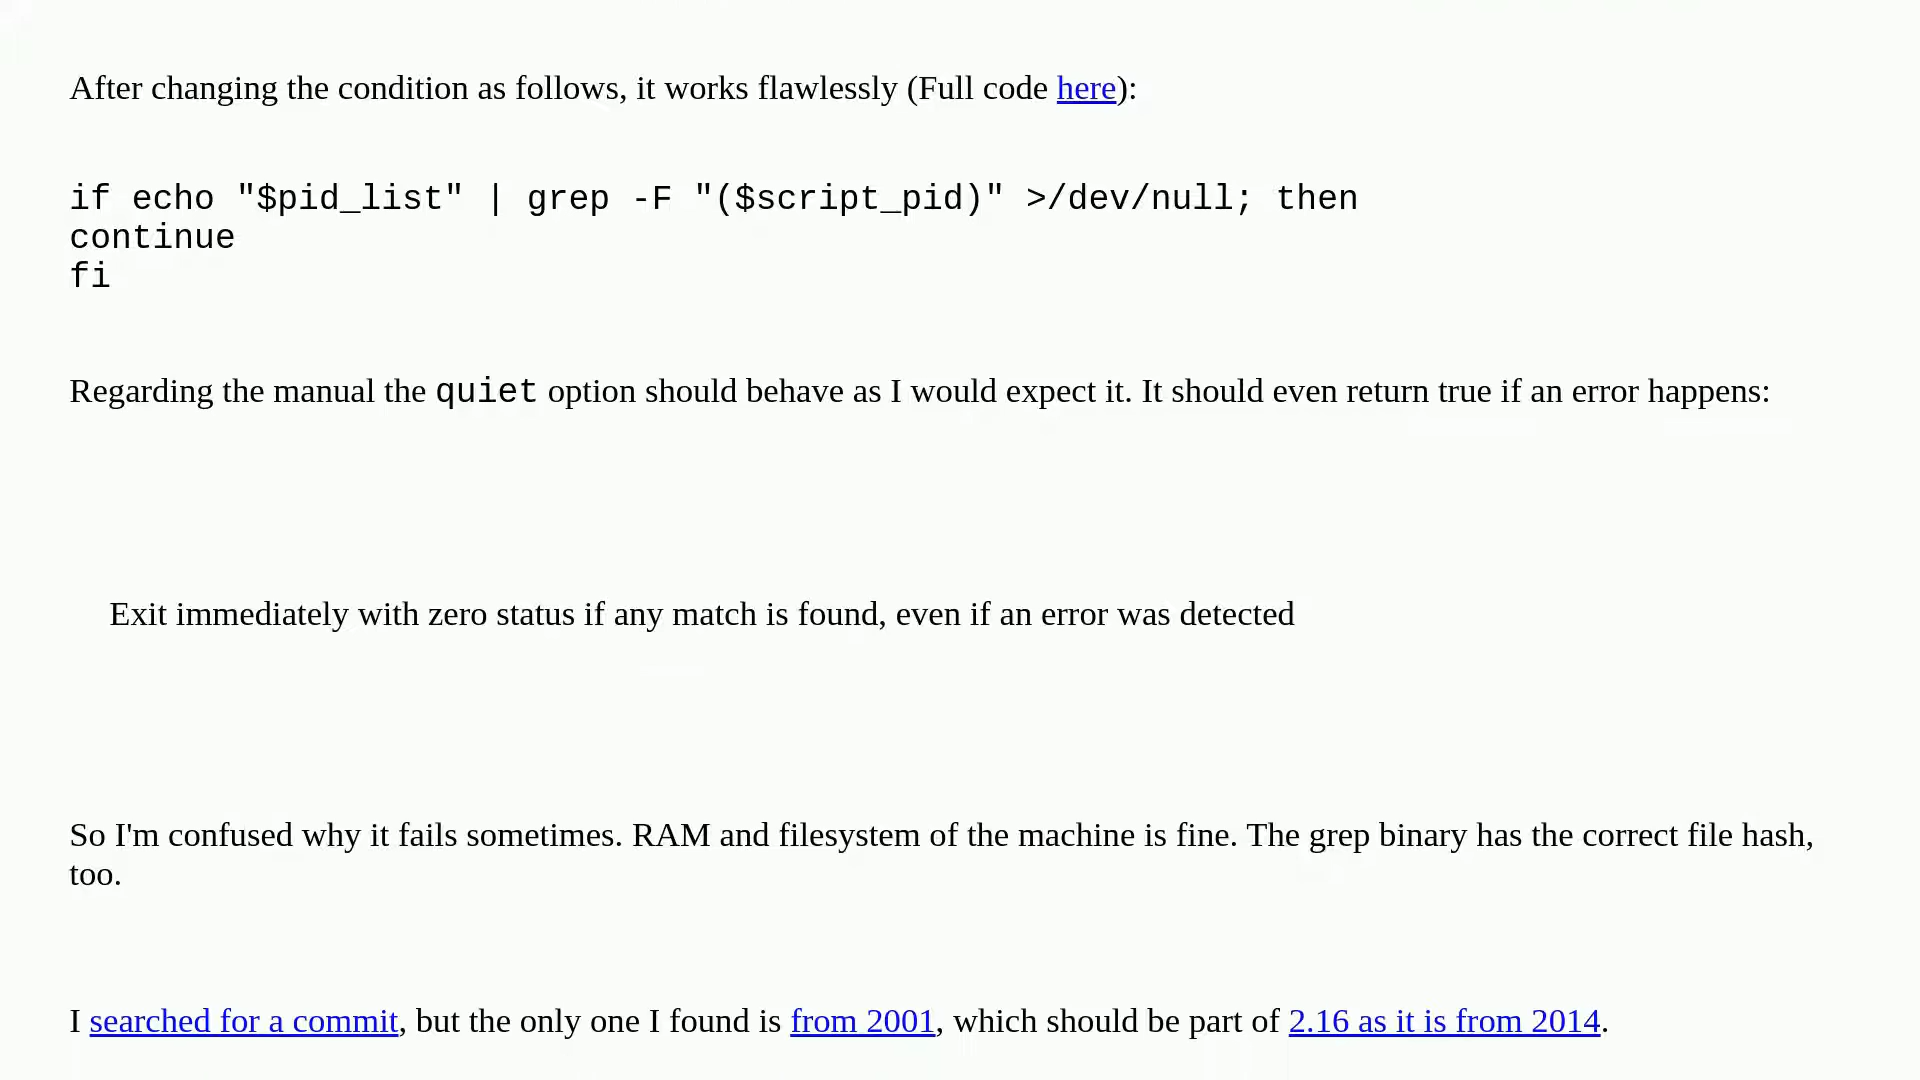 After changing the condition as follows, it works flawlessly (Full code here):
if echo "$pid_list" | grep -F "($script_pid)" >/dev/null; then
continue
fi
Regarding the manual the quiet option should behave as I would expect it. It should even return true if an error happens:
Exit immediately with zero status if any match is found, even if an error was detected
So I'm confused why it fails sometimes. RAM and filesystem of the machine is fine. The grep binary has the correct file hash,
too.
I searched for a commit, but the only one I found is from 2001, which should be part of 2.16 as it is from 2014.